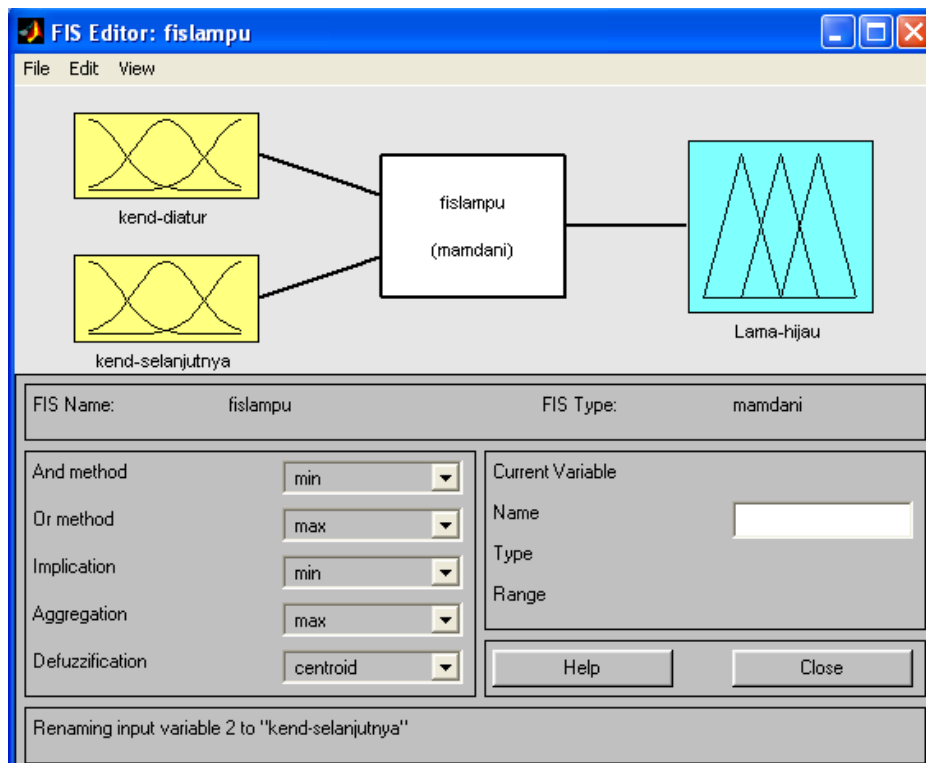 FIS Editor: fislampu
File Edit View
kend-diatur
kend-selanjutnya
fislampu
(mamdani)
Lama-hijau
FIS Name: fislampu FIS Type: mamdani
And method min
Or method max
Implication min
Aggregation max
Defuzzification centroid
Current Variable
Name
Type
Range
Help Close
Renaming input variable 2 to "kend-selanjutnya"